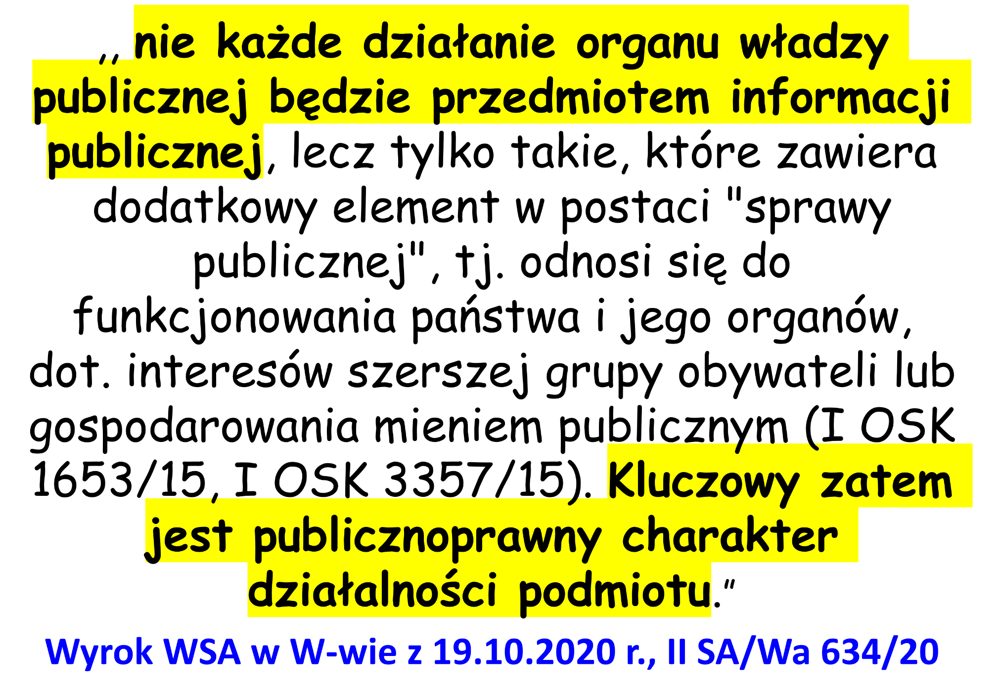 ,, nie każde działanie organu władzy
publicznej będzie przedmiotem informacji
publicznej, lecz tylko takie, które zawiera
dodatkowy element w postaci "sprawy
publicznej", tj. odnosi się do
funkcjonowania państwa i jego organów,
dot. interesów szerszej grupy obywateli lub
gospodarowania mieniem publicznym (I OSK
1653/15, I OSK 3357/15). Kluczowy zatem
jest publicznoprawny charakter
działalności podmiotu.”
Wyrok WSA w W-wie z 19.10.2020 r., II SA/Wa 634/20